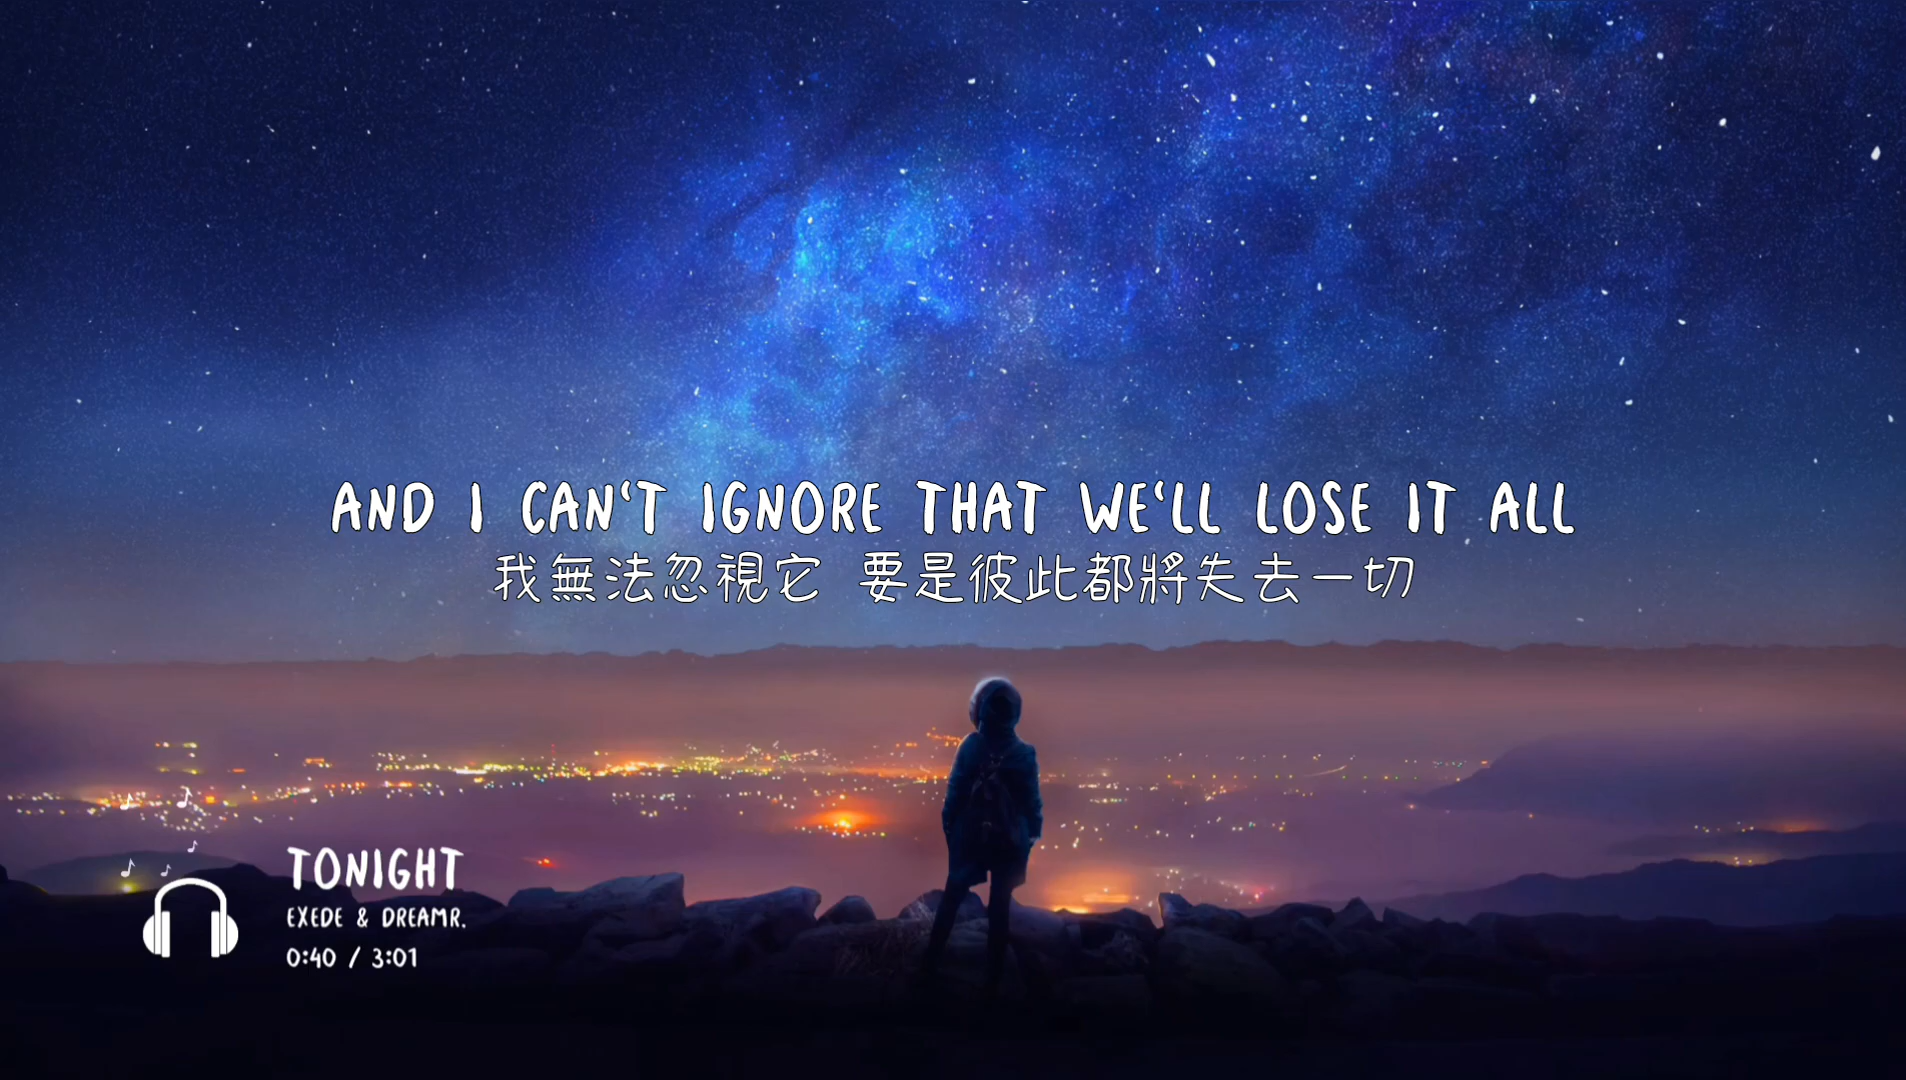 AND I CAN'T IGNORE THAT WE'LL LOSE IT ALL
我無法忽視它 要是彼此都將失去一切
TONIGHT
EXEDE & DREAMR.
0:40 / 3:01